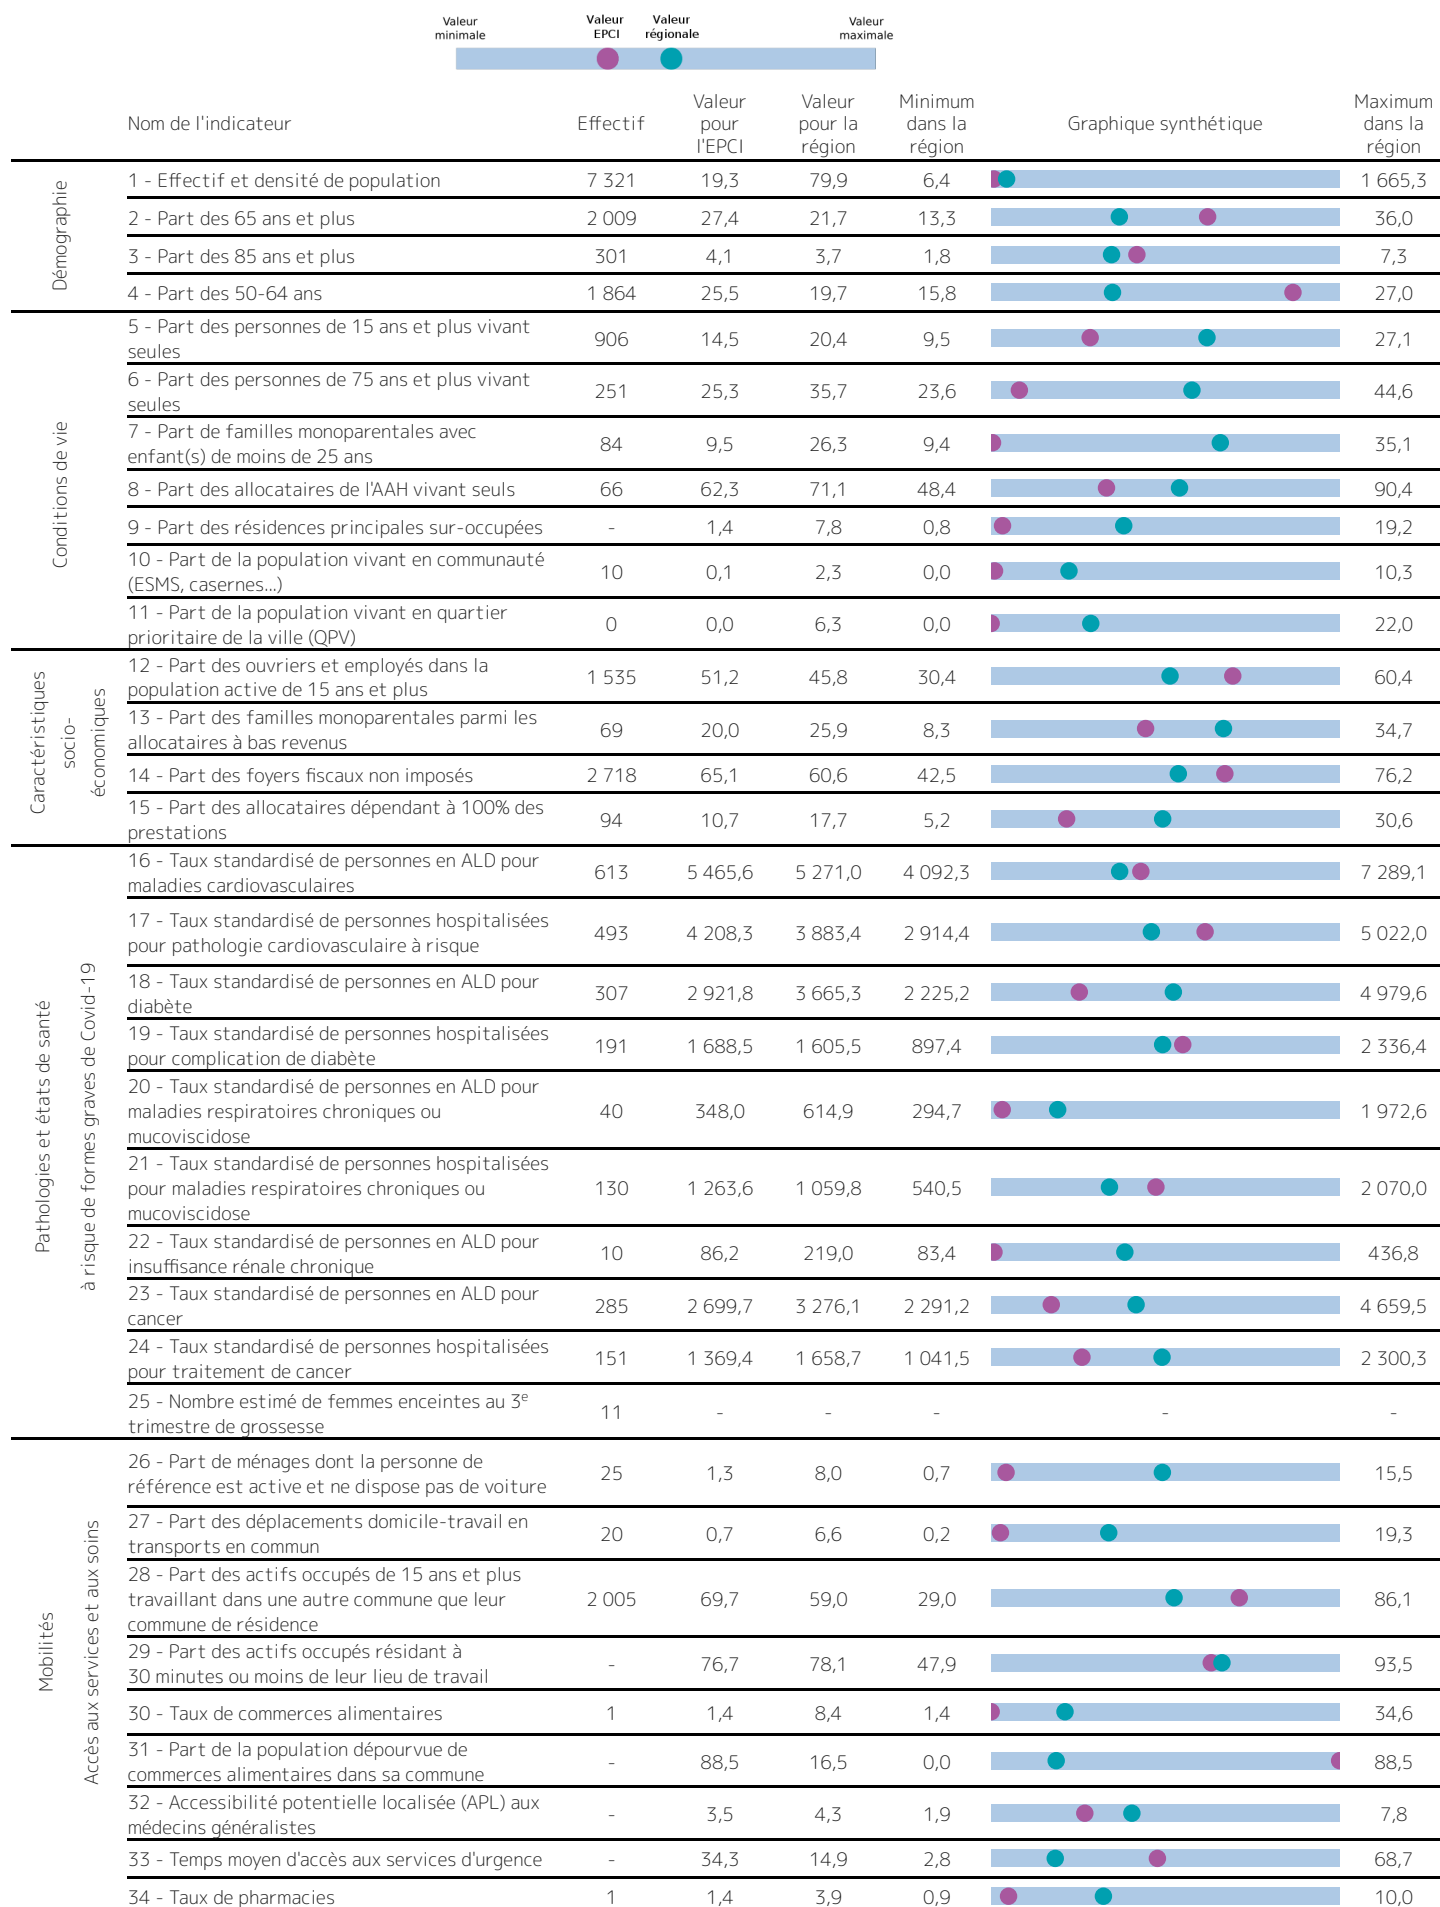 Valeur minimale
Valeur EPCI
Valeur régionale
Valeur maximale
Nom de l'indicateur Effectif Valeur pour l'EPCI Valeur pour la région Minimum dans la région Graphique synthétique Maximum dans la région
Démographie
1 - Effectif et densité de population 7 321 19,3 79,9 6,4 1 665,3
2 - Part des 65 ans et plus 2 009 27,4 21,7 13,3 36,0
3 - Part des 85 ans et plus 301 4,1 3,7 1,8 7,3
4 - Part des 50-64 ans 1 864 25,5 19,7 15,8 27,0
Conditions de vie
5 - Part des personnes de 15 ans et plus vivant
seules 906 14,5 20,4 9,5 27,1
6 - Part des personnes de 75 ans et plus vivant
seules 251 25,3 35,7 23,6 44,6
7 - Part de familles monoparentales avec
enfant(s) de moins de 25 ans 84 9,5 26,3 9,4 35,1
8 - Part des allocataires de l'AAH vivant seuls 66 62,3 71,1 48,4 90,4
9 - Part des résidences principales sur-occupées - 1,4 7,8 0,8 19,2
10 - Part de la population vivant en communauté
(ESMS, casernes...) 10 0,1 2,3 0,0 10,3
11 - Part de la population vivant en quartier
prioritaire de la ville (QPV) 0 0,0 6,3 0,0 22,0
Caractéristiques
socio-
économiques
12 - Part des ouvriers et employés dans la
population active de 15 ans et plus 1 535 51,2 45,8 30,4 60,4
13 - Part des familles monoparentales parmi les
allocataires à bas revenus 69 20,0 25,9 8,3 34,7
14 - Part des foyers fiscaux non imposés 2 718 65,1 60,6 42,5 76,2
15 - Part des allocataires dépendant à 100% des
prestations 94 10,7 17,7 5,2 30,6
Pathologies et états de santé
à risque de formes graves de Covid-19
16 - Taux standardisé de personnes en ALD pour
maladies cardiovasculaires 613 5 465,6 5 271,0 4 092,3 7 289,1
17 - Taux standardisé de personnes hospitalisées
pour pathologie cardiovasculaire à risque 493 4 208,3 3 883,4 2 914,4 5 022,0
18 - Taux standardisé de personnes en ALD pour
diabète 307 2 921,8 3 665,3 2 225,2 4 979,6
19 - Taux standardisé de personnes hospitalisées
pour complication de diabète 191 1 688,5 1 605,5 897,4 2 336,4
20 - Taux standardisé de personnes en ALD pour
maladies respiratoires chroniques ou
mucoviscidose 40 348,0 614,9 294,7 1 972,6
21 - Taux standardisé de personnes hospitalisées
pour maladies respiratoires chroniques ou
mucoviscidose 130 1 263,6 1 059,8 540,5 2 070,0
22 - Taux standardisé de personnes en ALD pour
insuffisance rénale chronique 10 86,2 219,0 83,4 436,8
23 - Taux standardisé de personnes en ALD pour
cancer 285 2 699,7 3 276,1 2 291,2 4 659,5
24 - Taux standardisé de personnes hospitalisées
pour traitement de cancer 151 1 369,4 1 658,7 1 041,5 2 300,3
25 - Nombre estimé de femmes enceintes au 3e
trimestre de grossesse 11 - - - - -
Mobilités
Accès aux services et aux soins
26 - Part de ménages dont la personne de
référence est active et ne dispose pas de voiture 25 1,3 8,0 0,7 15,5
27 - Part des déplacements domicile-travail en
transports en commun 20 0,7 6,6 0,2 19,3
28 - Part des actifs occupés de 15 ans et plus
travaillant dans une autre commune que leur
commune de résidence 2 005 69,7 59,0 29,0 86,1
29 - Part des actifs occupés résidant à
30 minutes ou moins de leur lieu de travail - 76,7 78,1 47,9 93,5
30 - Taux de commerces alimentaires 1 1,4 8,4 1,4 34,6
31 - Part de la population dépourvue de
commerces alimentaires dans sa commune - 88,5 16,5 0,0 88,5
32 - Accessibilité potentielle localisée (APL) aux
médecins généralistes - 3,5 4,3 1,9 7,8
33 - Temps moyen d'accès aux services d'urgence - 34,3 14,9 2,8 68,7
34 - Taux de pharmacies 1 1,4 3,9 0,9 10,0